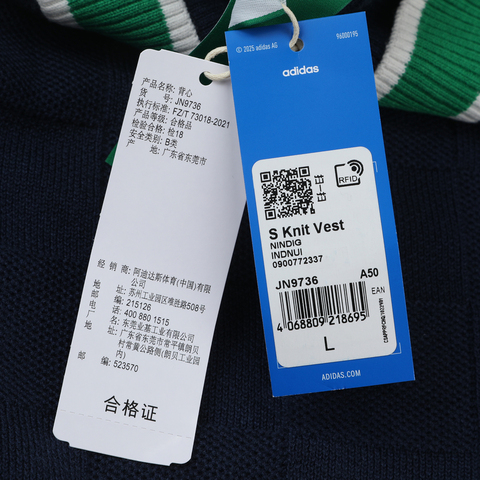 产品名称: 背心
货 号: JN9736
执行标准: FZ/T 73018-2021
产品等级: 合格品
检验合格: 检18
安全类别: B类
产 地: 广东省东莞市
经 销 商: 阿迪达斯体育(中国)有限
公司
地 址: 苏州工业园区唯胜路508号
邮 编: 215126
电 话: 400 880 1515
厂 名: 东莞业基工业有限公司
厂 址: 广东省东莞市常平镇朗贝
村常黄公路侧(朗贝工业园
内)
邮 编: 523570
合格证
© 2025 adidas AG
96000195
adidas
RFID
S Knit Vest
NINDIG
INDNUI
0900772337
JN9736
A50
EAN
4 068809 218695
L
ADIDAS.COM